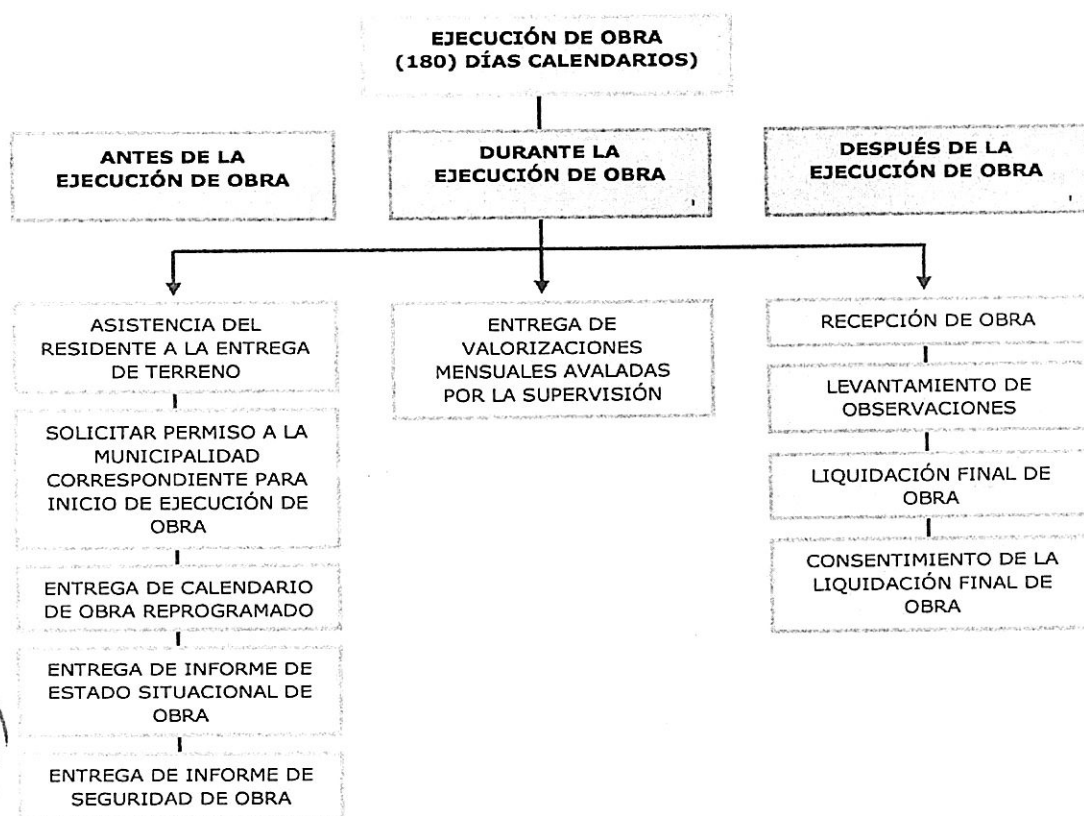 EJECUCIÓN DE OBRA
(180) DÍAS CALENDARIOS)
ANTES DE LA
EJECUCIÓN DE OBRA
DURANTE LA
EJECUCIÓN DE OBRA
DESPUÉS DE LA
EJECUCIÓN DE OBRA
ASISTENCIA DEL
RESIDENTE A LA ENTREGA
DE TERRENO
SOLICITAR PERMISO A LA
MUNICIPALIDAD
CORRESPONDIENTE PARA
INICIO DE EJECUCIÓN DE
OBRA
ENTREGA DE CALENDARIO
DE OBRA REPROGRAMADO
ENTREGA DE INFORME DE
ESTADO SITUACIONAL DE
OBRA
ENTREGA DE INFORME DE
SEGURIDAD DE OBRA
ENTREGA DE
VALORIZACIONES
MENSUALES AVALADAS
POR LA SUPERVISIÓN
RECEPCIÓN DE OBRA
LEVANTAMIENTO DE
OBSERVACIONES
LIQUIDACIÓN FINAL DE
OBRA
CONSENTIMIENTO DE LA
LIQUIDACIÓN FINAL DE
OBRA